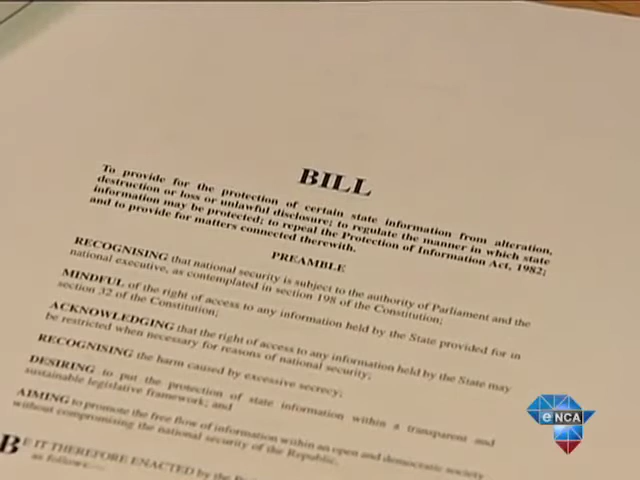 BILL
To provide for the protection of certain state information from alteration,
destruction or loss or unlawful disclosure; to regulate the manner in which state
information may be protected; to repeal the Protection of Information Act, 1982;
and to provide for matters connected therewith.
PREAMBLE
RECOGNISING that national security is subject to the authority of Parliament and the
national executive, as contemplated in section 198 of the Constitution;
MINDFUL of the right of access to any information held by the State provided for in
section 32 of the Constitution;
ACKNOWLEDGING that the right of access to any information held by the State may
be restricted when necessary for reasons of national security;
RECOGNISING the harm caused by excessive secrecy;
DESIRING to put the protection of state information within a transparent and
sustainable legislative framework; and
AIMING to promote the free flow of information within an open and democratic society
without compromising the national security of the Republic,
BE IT THEREFORE ENACTED by the
as follows:
eNCA